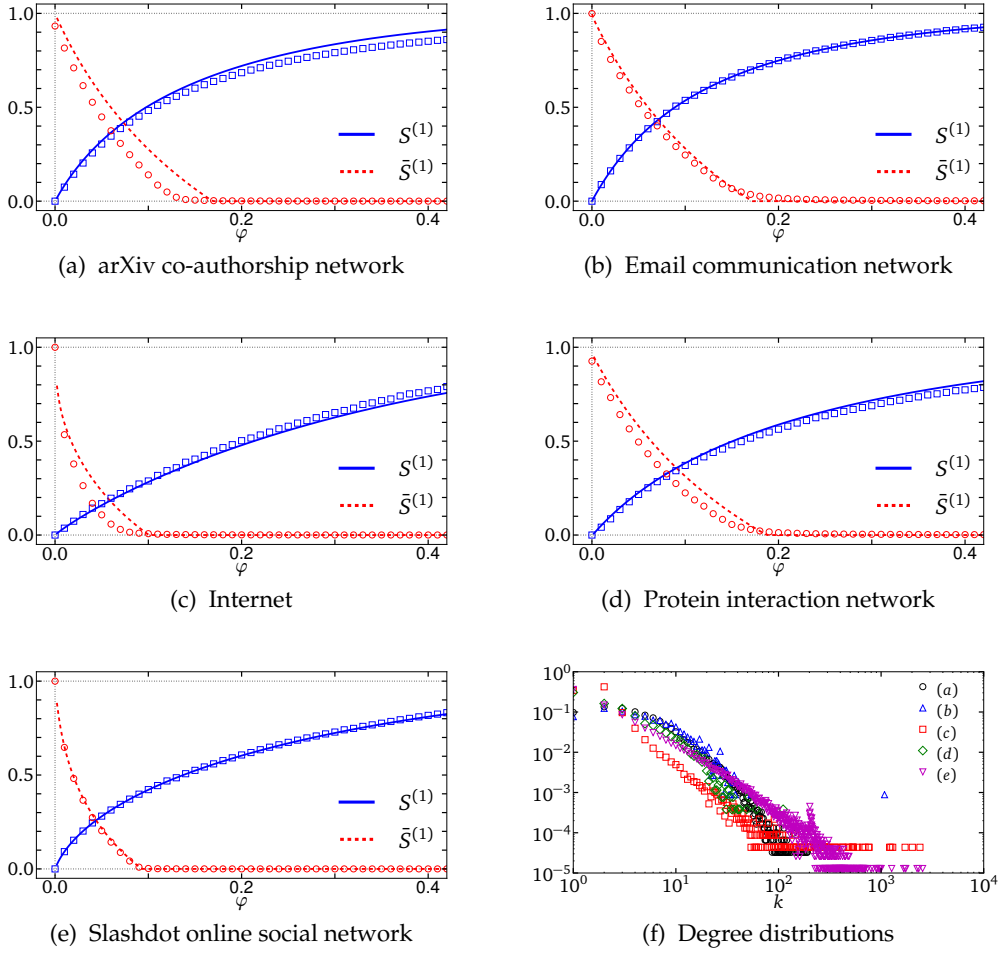 1.0
0.5
0.0
0.0
0.2
0.4
φ
S(1)
S̄(1)
(a) arXiv co-authorship network
1.0
0.5
0.0
0.0
0.2
0.4
φ
S(1)
S̄(1)
(b) Email communication network
1.0
0.5
0.0
0.0
0.2
0.4
φ
S(1)
S̄(1)
(c) Internet
1.0
0.5
0.0
0.0
0.2
0.4
φ
S(1)
S̄(1)
(d) Protein interaction network
1.0
0.5
0.0
0.0
0.2
0.4
φ
S(1)
S̄(1)
(e) Slashdot online social network
10^0
10^−1
10^−2
10^−3
10^−4
10^−5
10^0
10^1
10^2
10^3
10^4
k
(a)
(b)
(c)
(d)
(e)
(f) Degree distributions